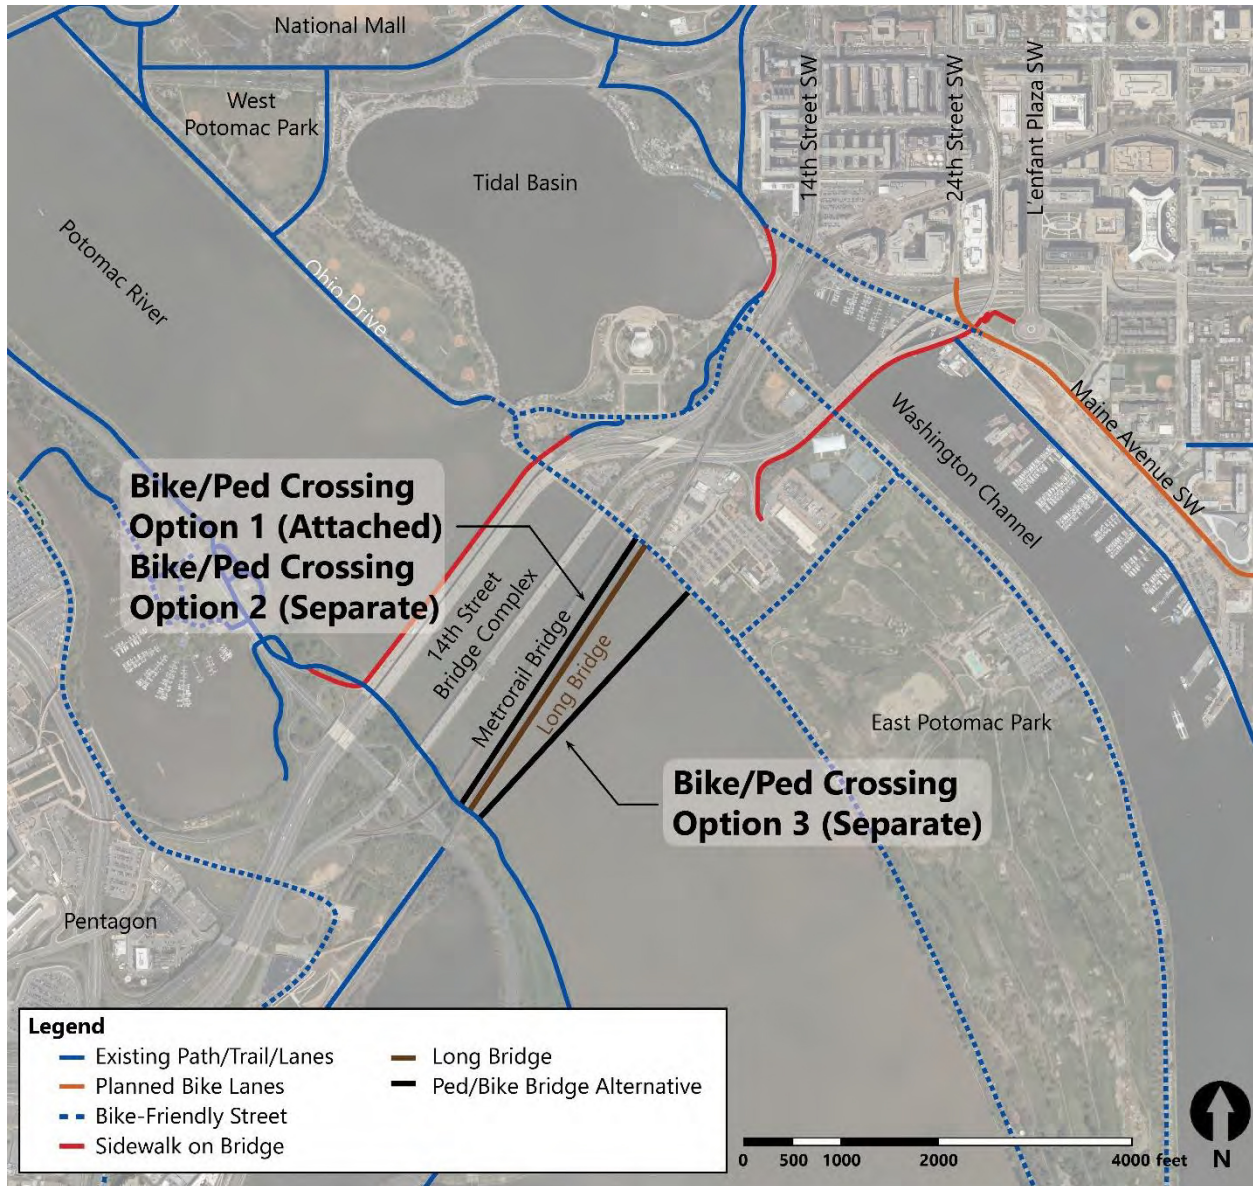 National Mall
West
Potomac Park
Tidal Basin
14th Street SW
24th Street SW
L'enfant Plaza SW
Potomac River
Ohio Drive
Washington Channel
Maine Avenue SW
Bike/Ped Crossing
Option 1 (Attached)
Bike/Ped Crossing
Option 2 (Separate)
14th Street
Bridge Complex
Metrorail Bridge
Long Bridge
East Potomac Park
Bike/Ped Crossing
Option 3 (Separate)
Pentagon
Legend
Existing Path/Trail/Lanes
Planned Bike Lanes
Bike-Friendly Street
Sidewalk on Bridge
Long Bridge
Ped/Bike Bridge Alternative
0 500 1000 2000 4000 feet
N